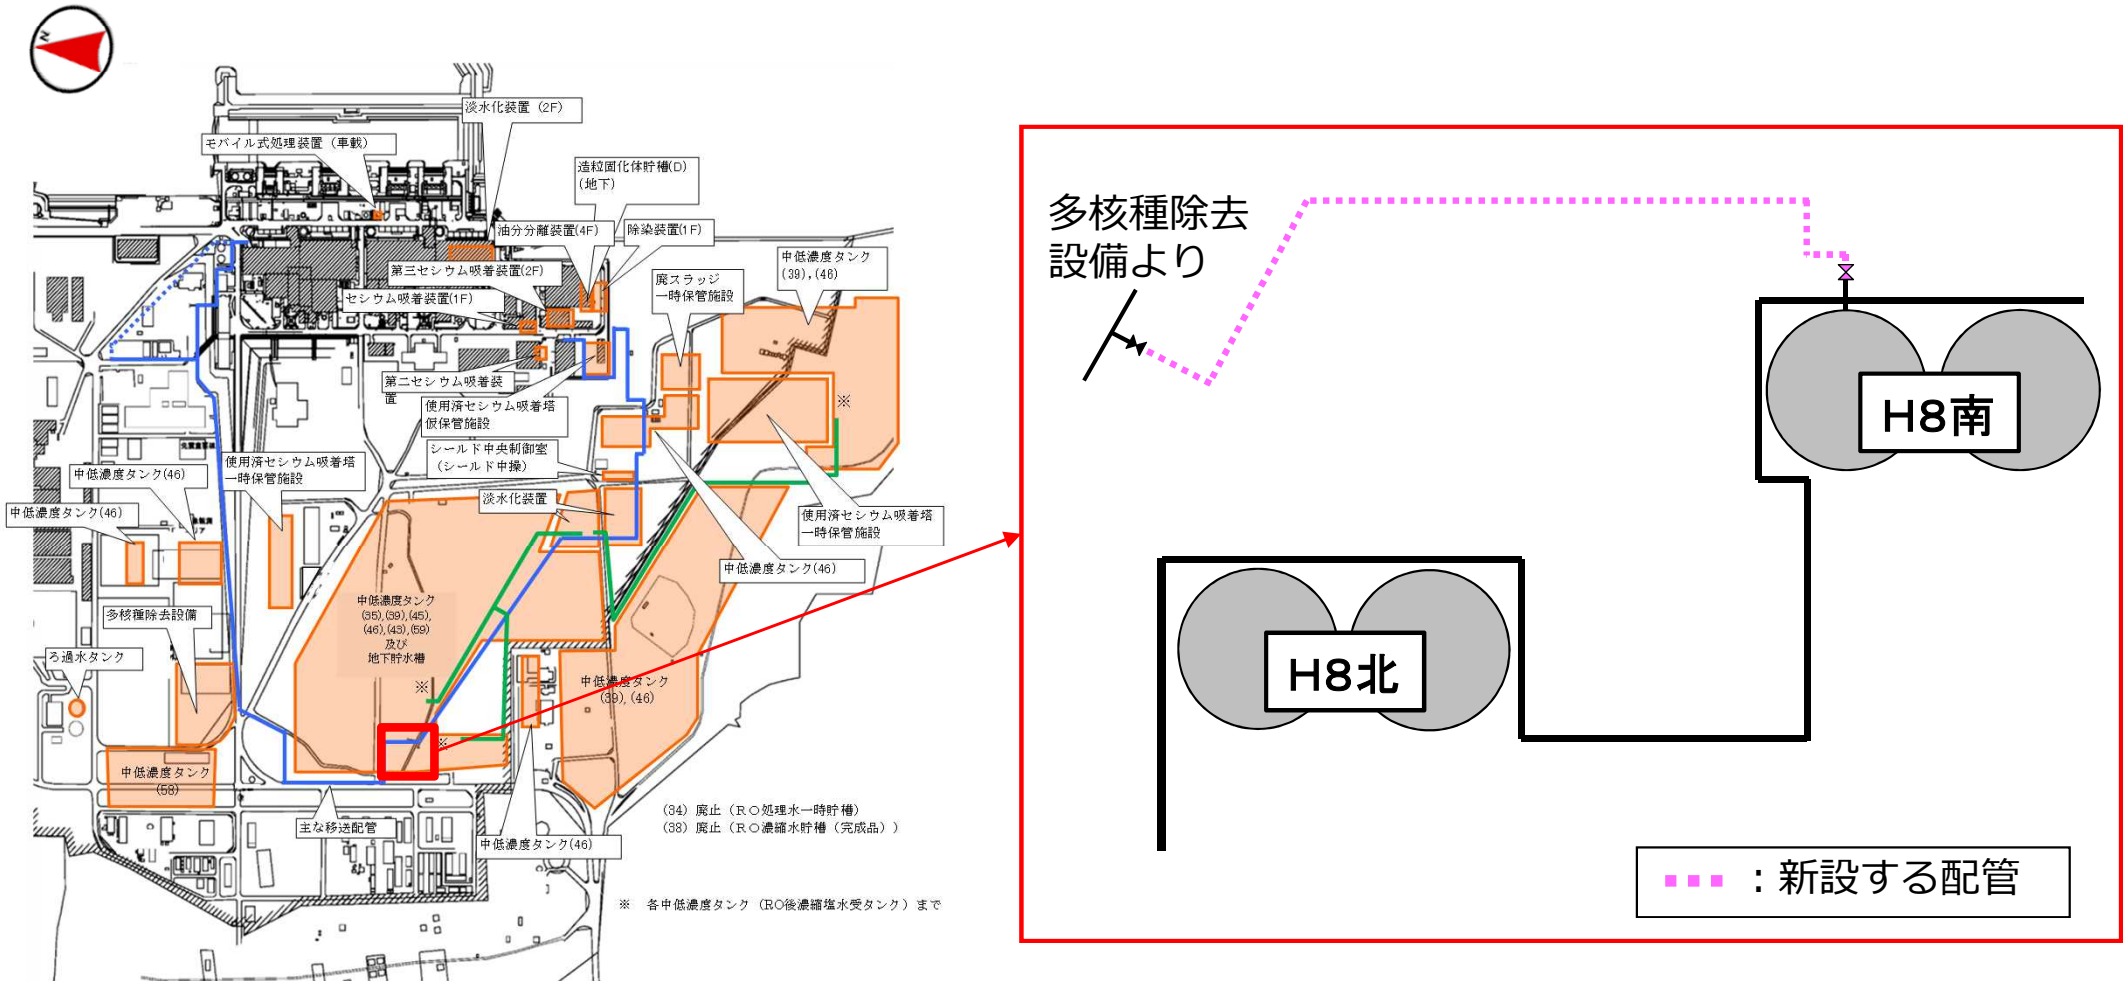 N
淡水化装置 (2F)
モバイル式処理装置 (車載)
造粒固化体貯槽(D)
(地下)
油分分離装置(4F)
除染装置(1F)
中低濃度タンク
(39),(46)
第三セシウム吸着装置(2F)
廃スラッジ
一時保管施設
セシウム吸着装置(1F)
第二セシウム吸着装
置
使用済セシウム吸着塔
仮保管施設
※
シールド中央制御室
(シールド中操)
使用済セシウム吸着塔
一時保管施設
中低濃度タンク(46)
淡水化装置
中低濃度タンク(46)
使用済セシウム吸着塔
一時保管施設
中低濃度タンク(46)
中低濃度タンク
(35),(39),(45),
(46),(43),(59)
及び
地下貯水槽
多核種除去設備
ろ過水タンク
※
中低濃度タンク
(39),(46)
※
中低濃度タンク
(58)
主な移送配管
中低濃度タンク(46)
(34) 廃止 (RO処理水一時貯槽)
(38) 廃止 (RO濃縮水貯槽 (完成品) )
※ 各中低濃度タンク (RO後濃縮塩水受タンク) まで
多核種除去
設備より
H8南
H8北
：新設する配管